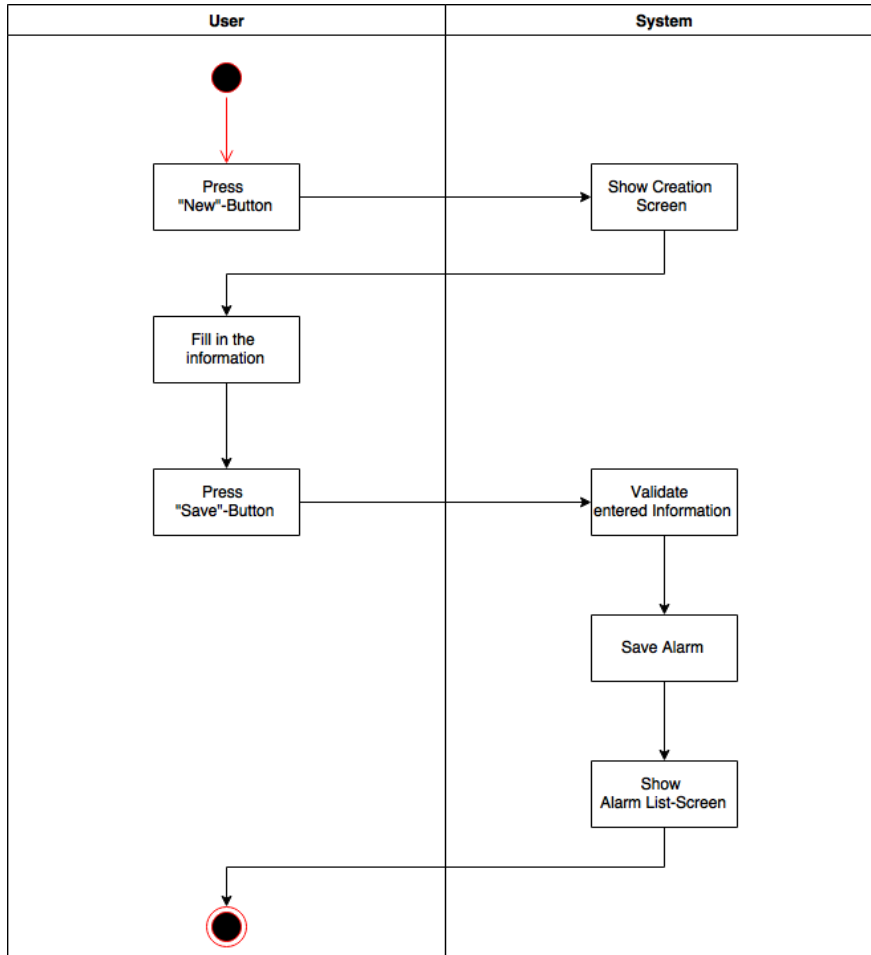 User
System
Press
"New"-Button
Show Creation
Screen
Fill in the
information
Press
"Save"-Button
Validate
entered Information
Save Alarm
Show
Alarm List-Screen